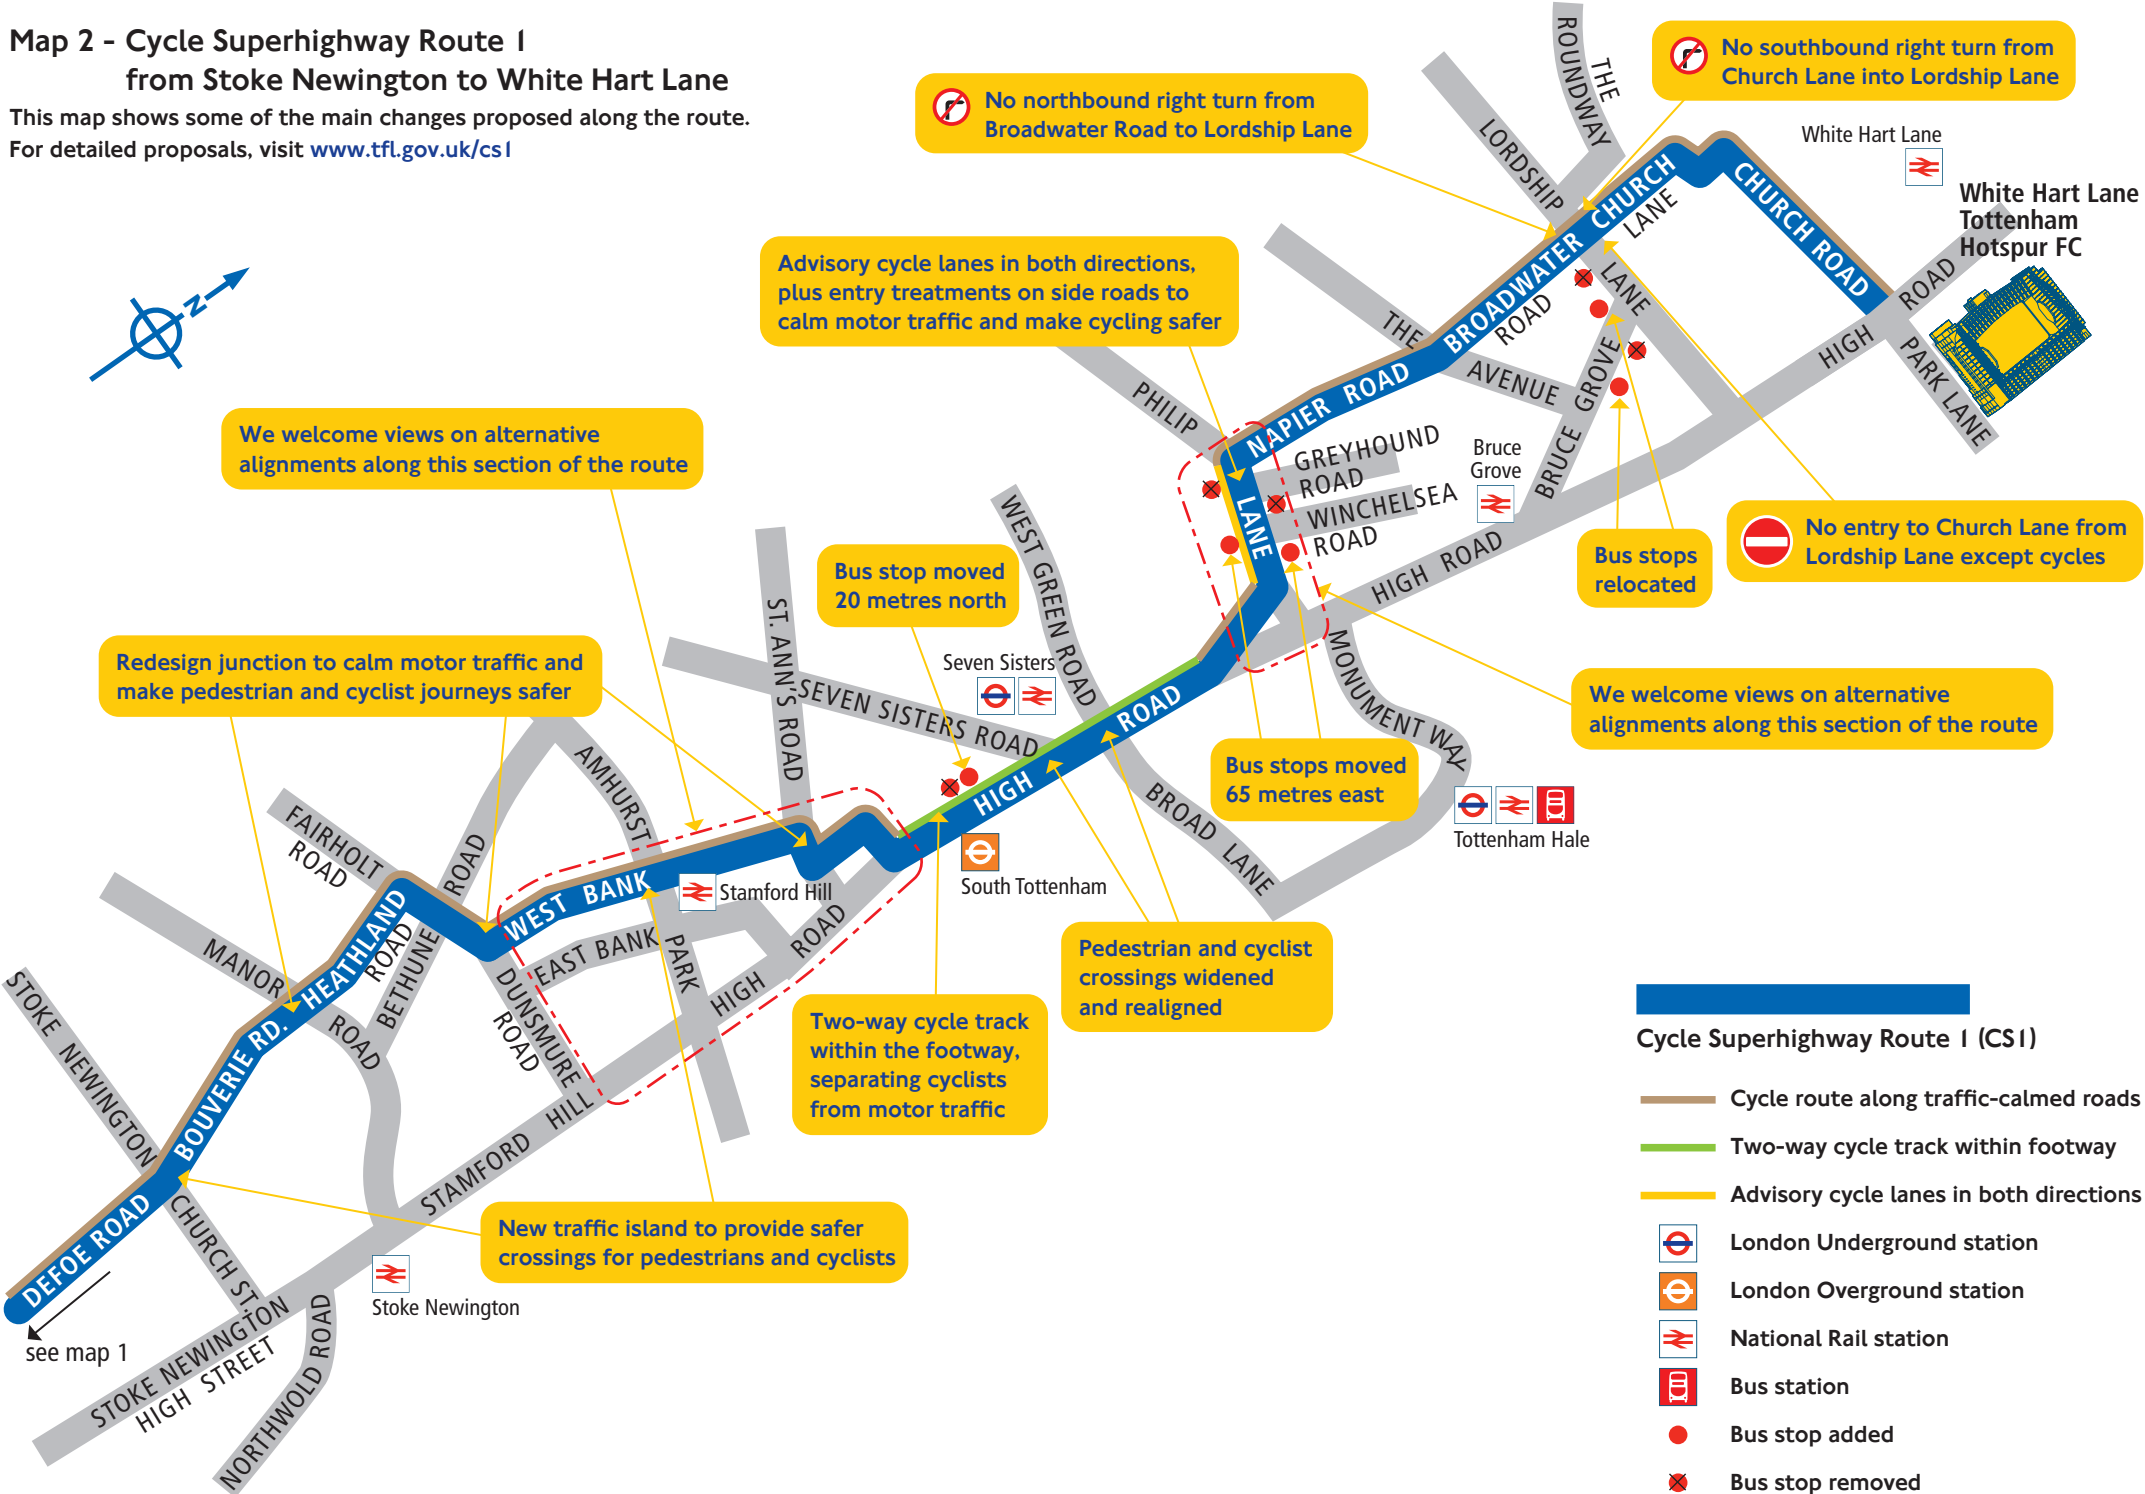 Map 2 - Cycle Superhighway Route 1
from Stoke Newington to White Hart Lane
This map shows some of the main changes proposed along the route.
For detailed proposals, visit www.tfl.gov.uk/cs1
No northbound right turn from
Broadwater Road to Lordship Lane
No southbound right turn from
Church Lane into Lordship Lane
THE
ROUNDWAY
LORDSHIP
LANE
White Hart Lane
White Hart Lane
Tottenham
Hotspur FC
CHURCH
LANE
CHURCH ROAD
HIGH
ROAD
PARK LANE
BROADWATER
ROAD
THE
AVENUE
BRUCE GROVE
N
Advisory cycle lanes in both directions,
plus entry treatments on side roads to
calm motor traffic and make cycling safer
PHILIP
LANE
NAPIER ROAD
GREYHOUND
ROAD
WINCHELSEA
ROAD
Bruce
Grove
HIGH ROAD
Bus stops
relocated
No entry to Church Lane from
Lordship Lane except cycles
We welcome views on alternative
alignments along this section of the route
Bus stop moved
20 metres north
WEST GREEN ROAD
ST. ANN'S ROAD
SEVEN SISTERS ROAD
Seven Sisters
HIGH ROAD
MONUMENT WAY
We welcome views on alternative
alignments along this section of the route
Bus stops moved
65 metres east
BROAD LANE
Tottenham Hale
Redesign junction to calm motor traffic and
make pedestrian and cyclist journeys safer
AMHURST
PARK
FAIRHOLT
ROAD
BETHUNE
ROAD
WEST BANK
Stamford Hill
South Tottenham
EAST BANK
DUNSMURE
ROAD
HIGH
ROAD
MANOR
ROAD
HEATHLAND
ROAD
BOUVERIE RD.
STOKE NEWINGTON
CHURCH ST.
DEFOE ROAD
see map 1
STAMFORD HILL
Two-way cycle track
within the footway,
separating cyclists
from motor traffic
Pedestrian and cyclist
crossings widened
and realigned
New traffic island to provide safer
crossings for pedestrians and cyclists
Stoke Newington
STOKE NEWINGTON
HIGH STREET
NORTHWOLD ROAD
Cycle Superhighway Route 1 (CS1)
Cycle route along traffic-calmed roads
Two-way cycle track within footway
Advisory cycle lanes in both directions
London Underground station
London Overground station
National Rail station
Bus station
Bus stop added
Bus stop removed